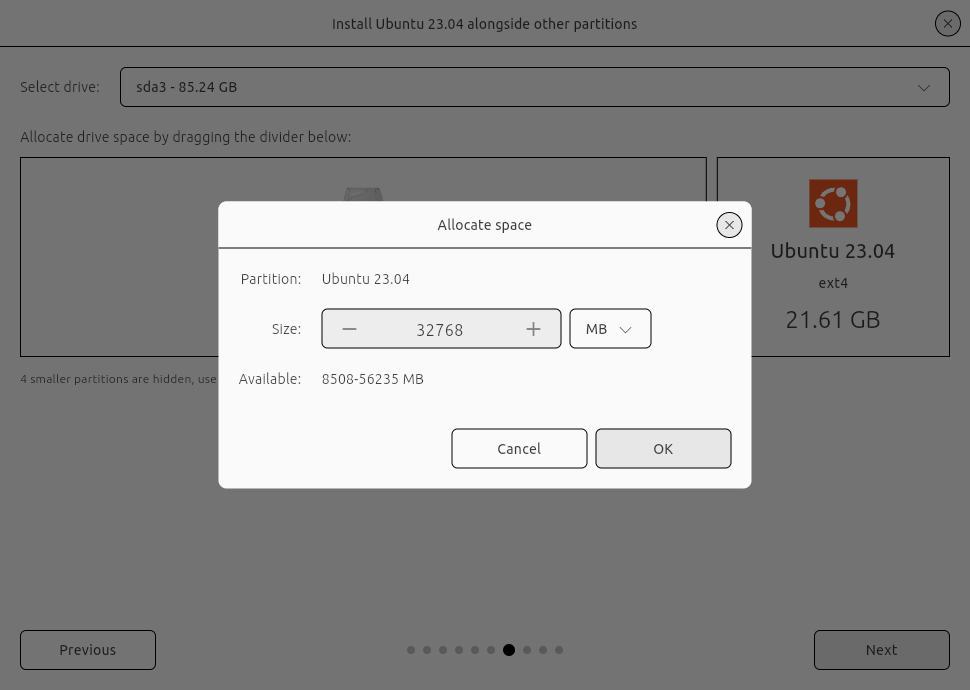 Install Ubuntu 23.04 alongside other partitions
Select drive: sda3 - 85.24 GB
Allocate drive space by dragging the divider below:
Ubuntu 23.04
ext4
21.61 GB
4 smaller partitions are hidden, use
Allocate space
Partition: Ubuntu 23.04
Size: − 32768 + MB
Available: 8508-56235 MB
Cancel OK
Previous Next